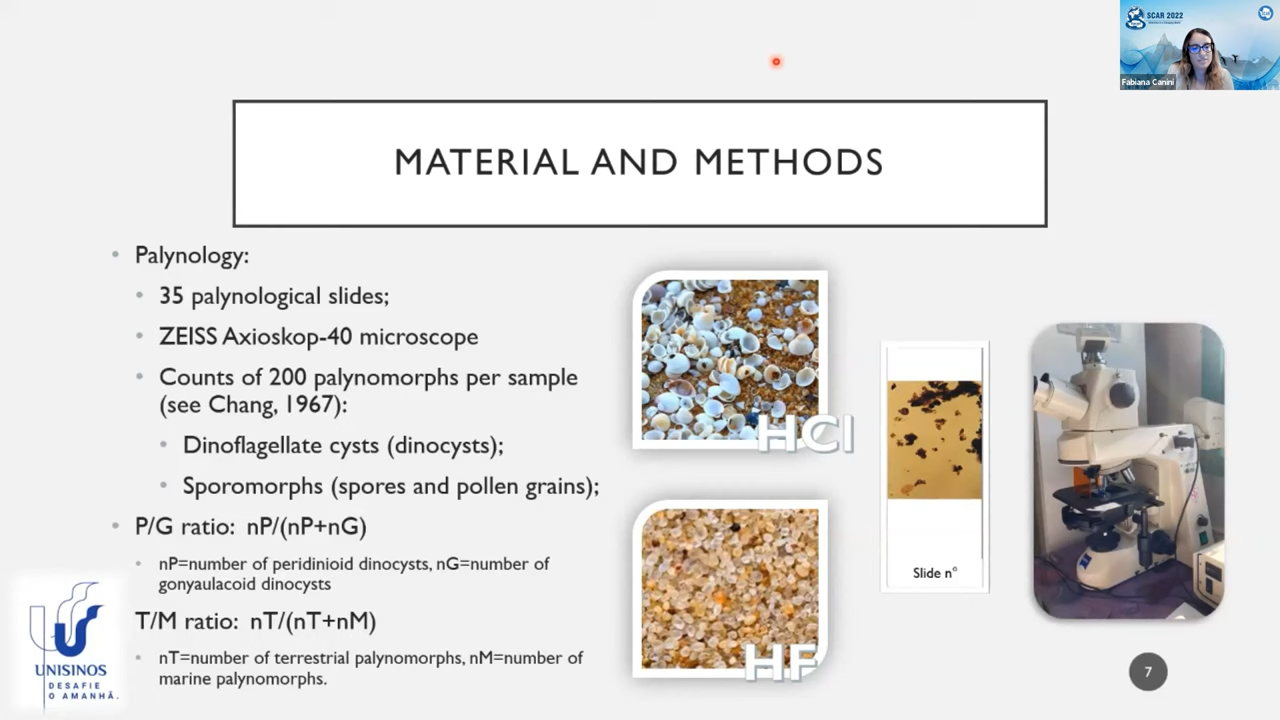 SCAR 2022
Fabiana Canini
MATERIAL AND METHODS
Palynology:
35 palynological slides;
ZEISS Axioskop-40 microscope
Counts of 200 palynomorphs per sample
(see Chang, 1967):
Dinoflagellate cysts (dinocysts);
Sporomorphs (spores and pollen grains);
P/G ratio: nP/(nP+nG)
nP=number of peridinioid dinocysts, nG=number of
gonyaulacoid dinocysts
T/M ratio: nT/(nT+nM)
nT=number of terrestrial palynomorphs, nM=number of
marine palynomorphs.
HCl
HF
Slide n°
UNISINOS
DESAFIE
O AMANHÃ.
7